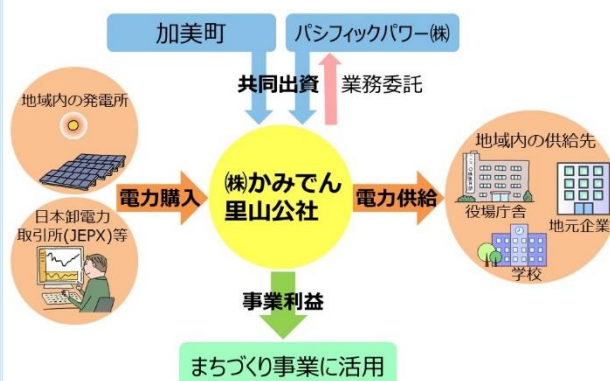 加美町
パシフィックパワー㈱
共同出資
業務委託
地域内の発電所
日本卸電力
取引所(JEPX)等
電力購入
㈱かみでん
里山公社
電力供給
地域内の供給先
役場庁舎
地元企業
学校
事業利益
まちづくり事業に活用